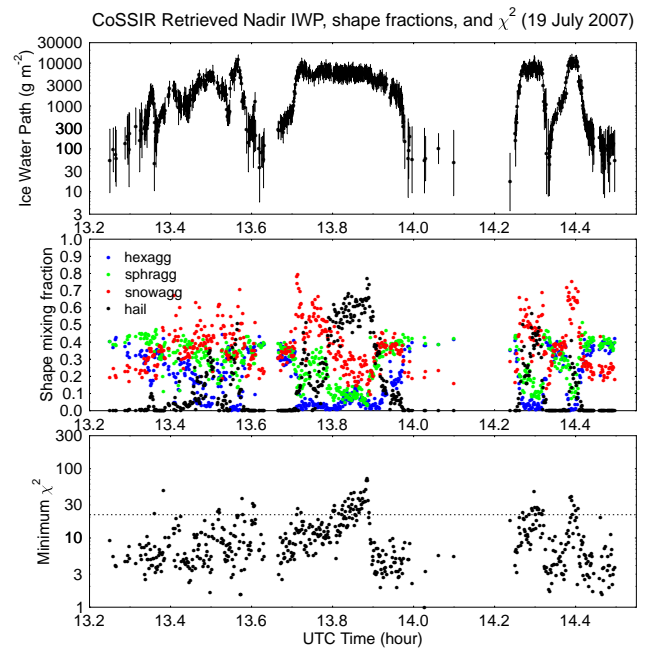 CoSSIR Retrieved Nadir IWP, shape fractions, and χ² (19 July 2007)
Ice Water Path (g m⁻²)
30000
10000
3000
1000
300
100
30
10
3
13.2 13.4 13.6 13.8 14.0 14.2 14.4
Shape mixing fraction
1.0
0.9
0.8
0.7
0.6
0.5
0.4
0.3
0.2
0.1
0.0
hexagg
sphragg
snowagg
hail
13.2 13.4 13.6 13.8 14.0 14.2 14.4
Minimum χ²
300
100
30
10
3
1
13.2 13.4 13.6 13.8 14.0 14.2 14.4
UTC Time (hour)